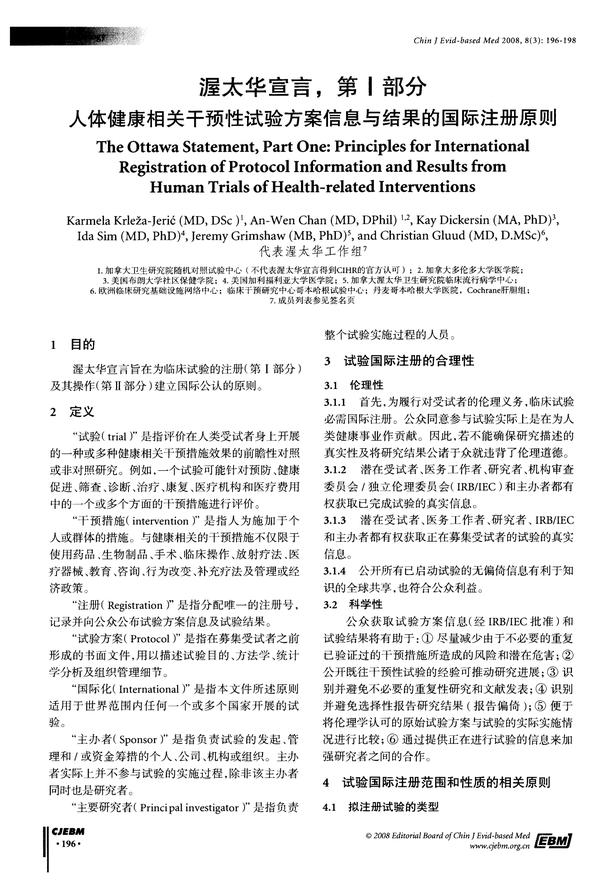 Chin J Evid-based Med 2008, 8(3): 196-198
渥太华宣言，第Ⅰ部分
人体健康相关干预性试验方案信息与结果的国际注册原则
The Ottawa Statement, Part One: Principles for International
Registration of Protocol Information and Results from
Human Trials of Health-related Interventions
Karmela Krleža-Jerić (MD, DSc )¹, An-Wen Chan (MD, DPhil) ¹·², Kay Dickersin (MA, PhD)³,
Ida Sim (MD, PhD)⁴, Jeremy Grimshaw (MB, PhD)⁵, and Christian Gluud (MD, D.MSc)⁶,
代表渥太华工作组⁷
1. 加拿大卫生研究院随机对照试验中心（不代表渥太华宣言得到CIHR的官方认可）；2. 加拿大多伦多大学医学院；
3. 美国布朗大学社区保健学院；4. 美国加利福利亚大学医学院；5. 加拿大渥太华卫生研究院临床流行病学中心；
6. 欧洲临床研究基础设施网络中心；临床干预研究中心哥本哈根试验中心；丹麦哥本哈根大学医院，Cochrane肝胆组；
7. 成员列表参见签名页
1 目的
渥太华宣言旨在为临床试验的注册(第Ⅰ部分)
及其操作(第Ⅱ部分)建立国际公认的原则。
2 定义
“试验( trial )”是指评价在人类受试者身上开展
的一种或多种健康相关干预措施效果的前瞻性对照
或非对照研究。例如,一个试验可能针对预防、健康
促进、筛查、诊断、治疗、康复、医疗机构和医疗费用
中的一个或多个方面的干预措施进行评价。
“干预措施( intervention )”是指人为施加于个
人或群体的措施。与健康相关的干预措施不仅限于
使用药品、生物制品、手术、临床操作、放射疗法、医
疗器械、教育、咨询、行为改变、补充疗法及管理或经
济政策。
“注册( Registration )”是指分配唯一的注册号,
记录并向公众公布试验方案信息及试验结果。
“试验方案( Protocol )”是指在募集受试者之前
形成的书面文件,用以描述试验目的、方法学、统计
学分析及组织管理细节。
“国际化( International )”是指本文件所述原则
适用于世界范围内任何一个或多个国家开展的试
验。
“主办者( Sponsor )”是指负责试验的发起、管
理和 / 或资金筹措的个人、公司、机构或组织。主办
者实际上并不参与试验的实施过程,除非该主办者
同时也是研究者。
“主要研究者( Principal investigator )”是指负责
整个试验实施过程的人员。
3 试验国际注册的合理性
3.1 伦理性
3.1.1 首先,为履行对受试者的伦理义务,临床试验
必需国际注册。公众同意参与试验实际上是在为人
类健康事业作贡献。因此,若不能确保研究描述的
真实性及将研究结果公诸于众就违背了伦理道德。
3.1.2 潜在受试者、医务工作者、研究者、机构审查
委员会 / 独立伦理委员会( IRB/IEC )和主办者都有
权获取已完成试验的真实信息。
3.1.3 潜在受试者、医务工作者、研究者、IRB/IEC
和主办者都有权获取正在募集受试者的试验的真实
信息。
3.1.4 公开所有已启动试验的无偏倚信息有利于知
识的全球共享,也符合公众利益。
3.2 科学性
公众获取试验方案信息(经 IRB/IEC 批准)和
试验结果将有助于:① 尽量减少由于不必要的重复
已验证过的干预措施所造成的风险和潜在危害;②
公开既往干预性试验的经验可推动研究进展;③ 识
别并避免不必要的重复性研究和文献发表;④ 识别
并避免选择性报告研究结果(报告偏倚);⑤ 便于
将伦理学认可的原始试验方案与试验的实际实施情
况进行比较;⑥ 通过提供正在进行试验的信息来加
强研究者之间的合作。
4 试验国际注册范围和性质的相关原则
4.1 拟注册试验的类型
CJEBM
· 196 ·
© 2008 Editorial Board of Chin J Evid-based Med
www.cjebm.org.cn
EBM